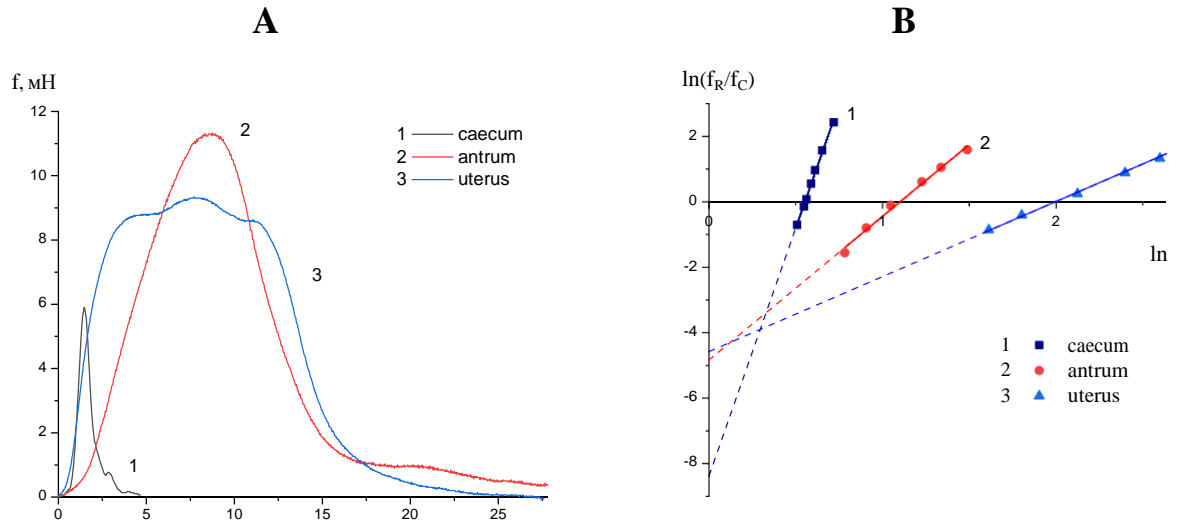 A
B
f, мН
ln(f_R/f_C)
12
10
8
6
4
2
0
0 5 10 15 20 25
1 caecum
2 antrum
3 uterus
2
3
1
2
0
-2
-4
-6
-8
0 1 2
ln
1
2
1 caecum
2 antrum
3 uterus